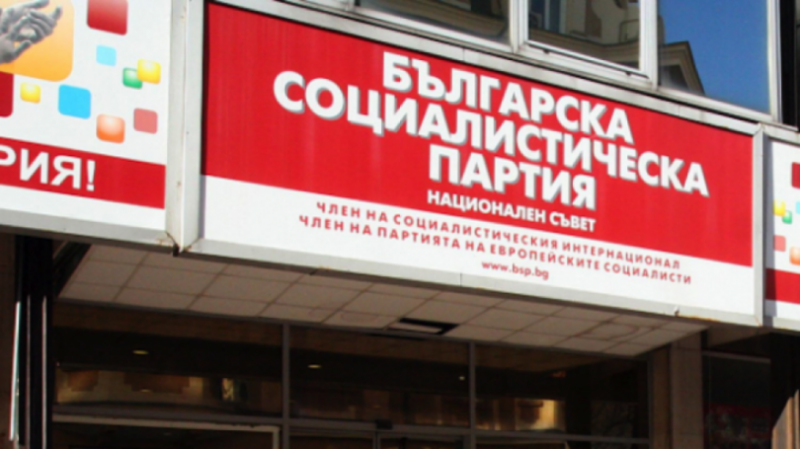 БЪЛГАРСКА
СОЦИАЛИСТИЧЕСКА
ПАРТИЯ
НАЦИОНАЛЕН СЪВЕТ
ЧЛЕН НА СОЦИАЛИСТИЧЕСКИЯ ИНТЕРНАЦИОНАЛ
ЧЛЕН НА ПАРТИЯТА НА ЕВРОПЕЙСКИТЕ СОЦИАЛИСТИ
www.bsp.bg
РИЯ!